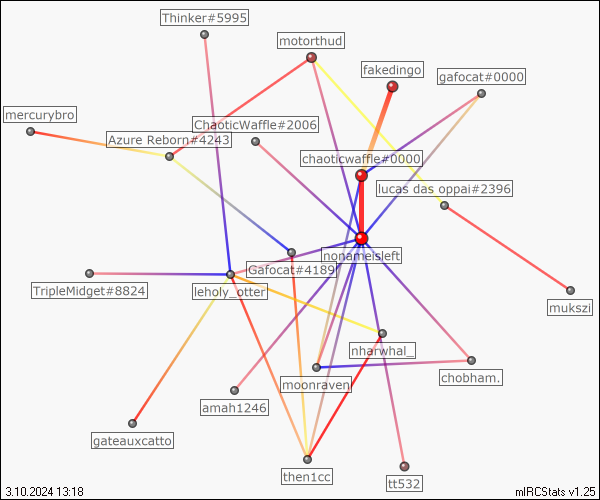 Thinker#5995
motorthud
fakedingo
gafocat#0000
mercurybro
ChaoticWaffle#2006
Azure Reborn#4243
chaoticwaffle#0000
lucas das oppai#2396
nonameisleft
Gafocat#4189
TripleMidget#8824
leholy_otter
mukszi
nharwhal_
moonraven
chobham.
amah1246
gateauxcatto
then1cc
tt532
3.10.2024 13:18
mIRCStats v1.25